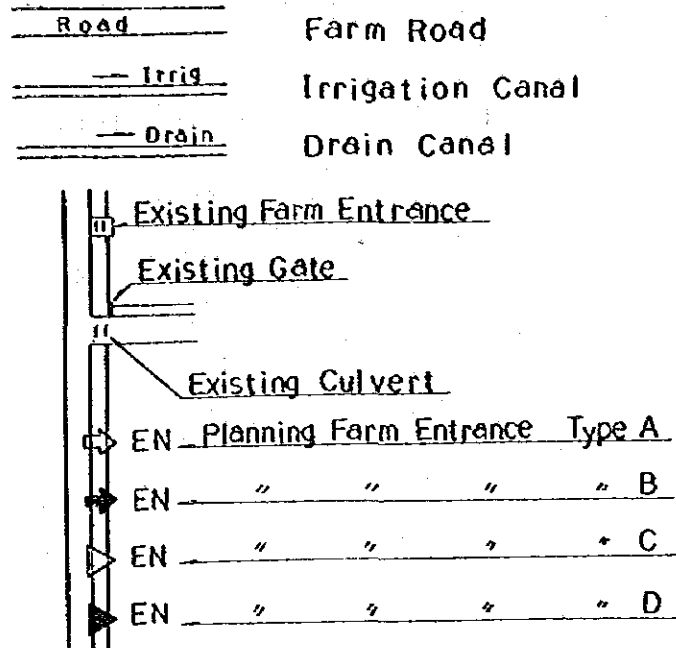 Road Farm Road
Irrig Irrigation Canal
Drain Drain Canal
Existing Farm Entrance
Existing Gate
Existing Culvert
EN Planning Farm Entrance Type A
EN 〃 〃 〃 〃 B
EN 〃 〃 〃 〃 C
EN 〃 〃 〃 〃 D